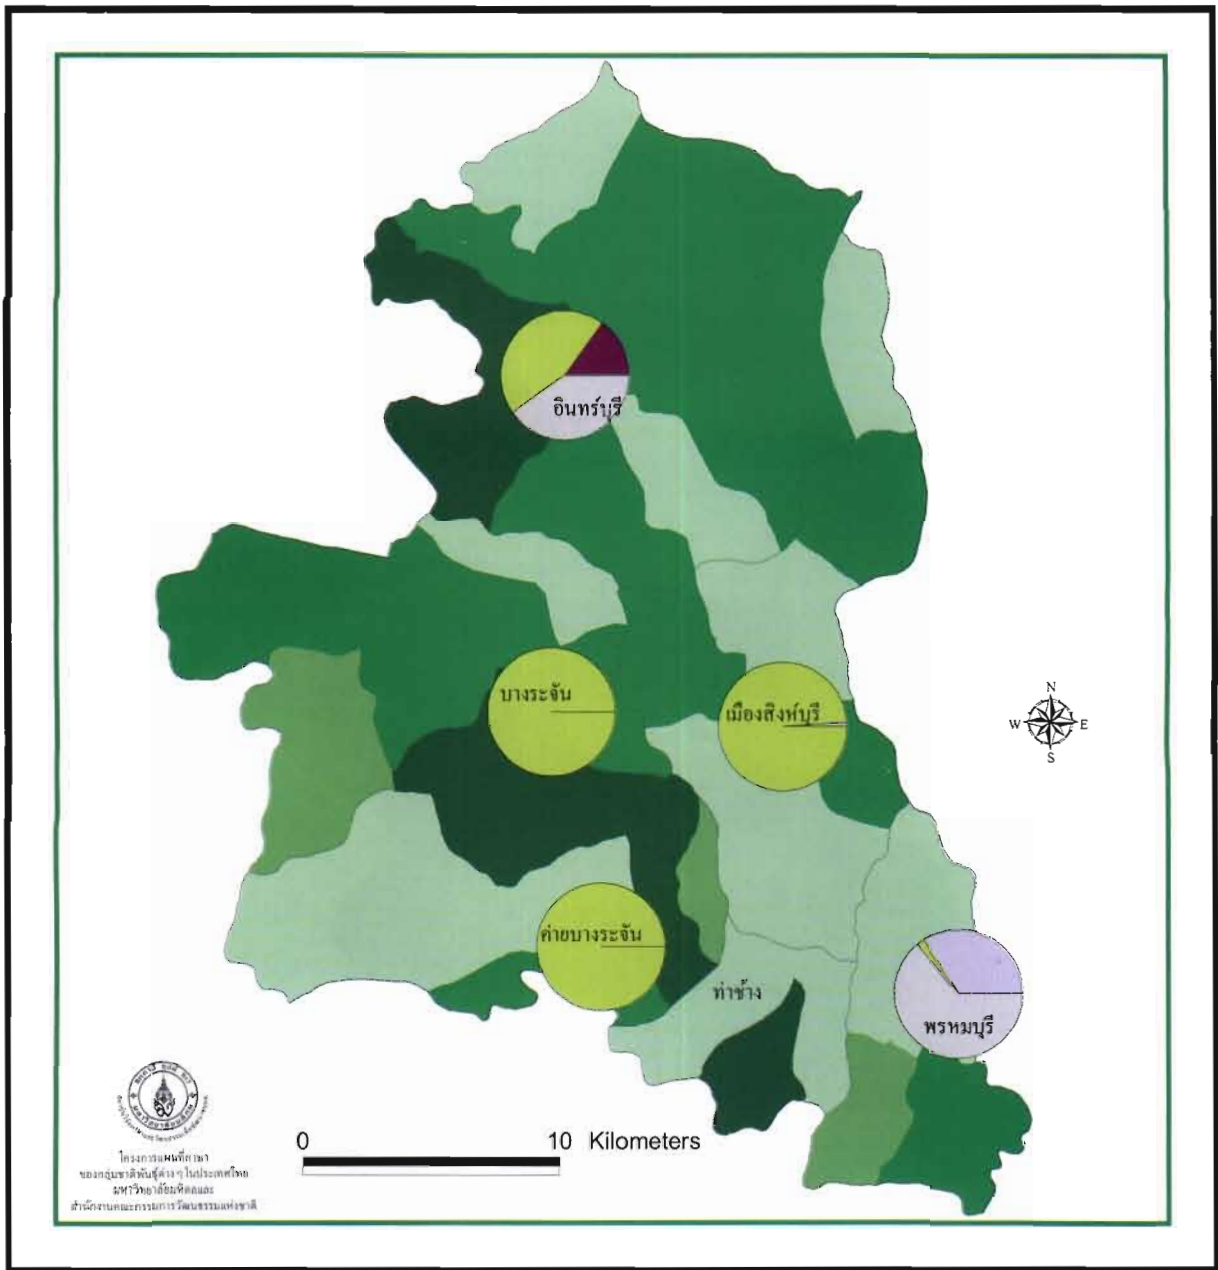 อินทร์บุรี
บางระจัน
เมืองสิงห์บุรี
N
W E
S
ค่ายบางระจัน
ท่าช้าง
พรหมบุรี
0 10 Kilometers
โครงการแผนที่ภาษา
ของกลุ่มชาติพันธุ์ต่าง ๆ ในประเทศไทย
มหาวิทยาลัยมหิดลและ
สำนักงานคณะกรรมการวัฒนธรรมแห่งชาติ